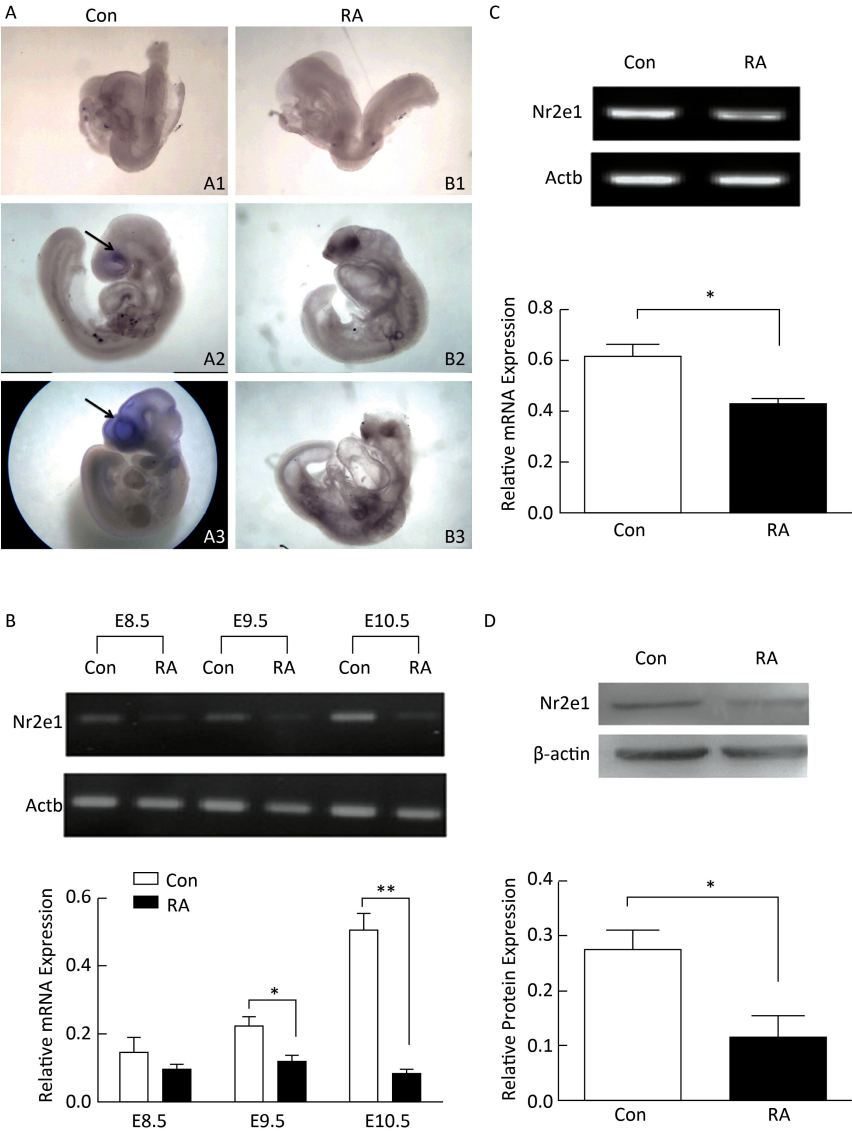 A
Con RA
A1 B1
A2 B2
A3 B3
B
E8.5 E9.5 E10.5
Con RA Con RA Con RA
Nr2e1
Actb
Con
RA
Relative mRNA Expression
0.6
0.4
0.2
0.0
*
**
E8.5 E9.5 E10.5
C
Con RA
Nr2e1
Actb
Relative mRNA Expression
0.8
0.6
0.4
0.2
0.0
*
Con RA
D
Con RA
Nr2e1
β-actin
Relative Protein Expression
0.4
0.3
0.2
0.1
0.0
*
Con RA